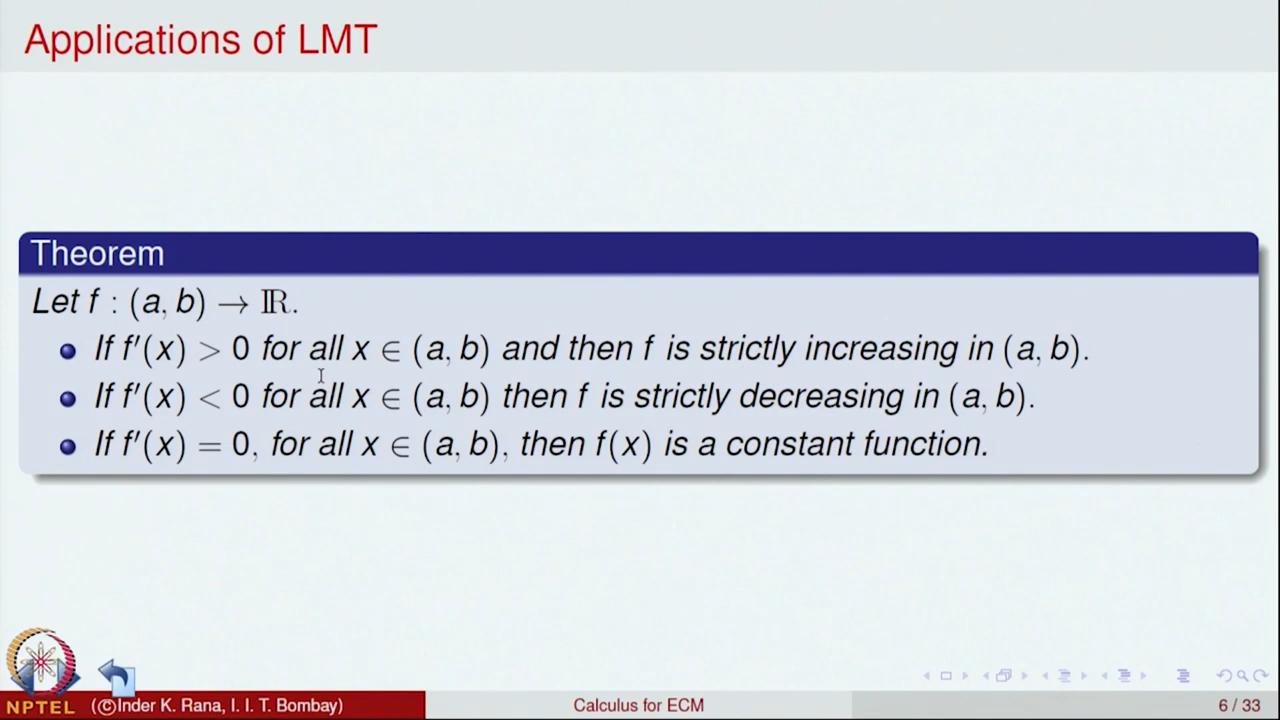 Applications of LMT
Theorem
Let f : (a, b) → ℝ.
If f′(x) > 0 for all x ∈ (a, b) and then f is strictly increasing in (a, b).
If f′(x) < 0 for all x ∈ (a, b) then f is strictly decreasing in (a, b).
If f′(x) = 0, for all x ∈ (a, b), then f(x) is a constant function.
NPTEL
(©Inder K. Rana, I. I. T. Bombay)
Calculus for ECM
6 / 33